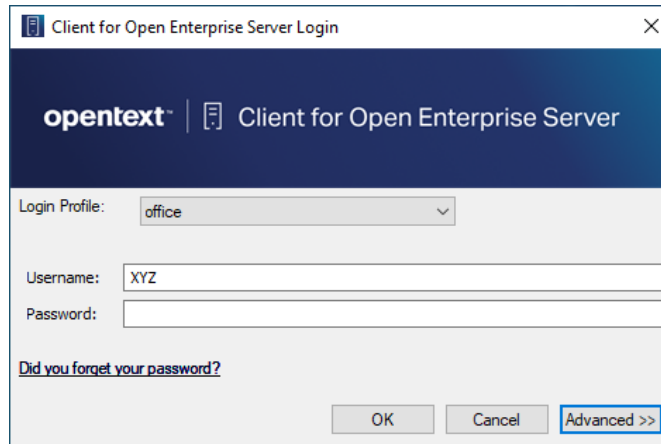 Client for Open Enterprise Server Login
opentext™ Client for Open Enterprise Server
Login Profile: office
Username: XYZ
Password:
Did you forget your password?
OK Cancel Advanced >>